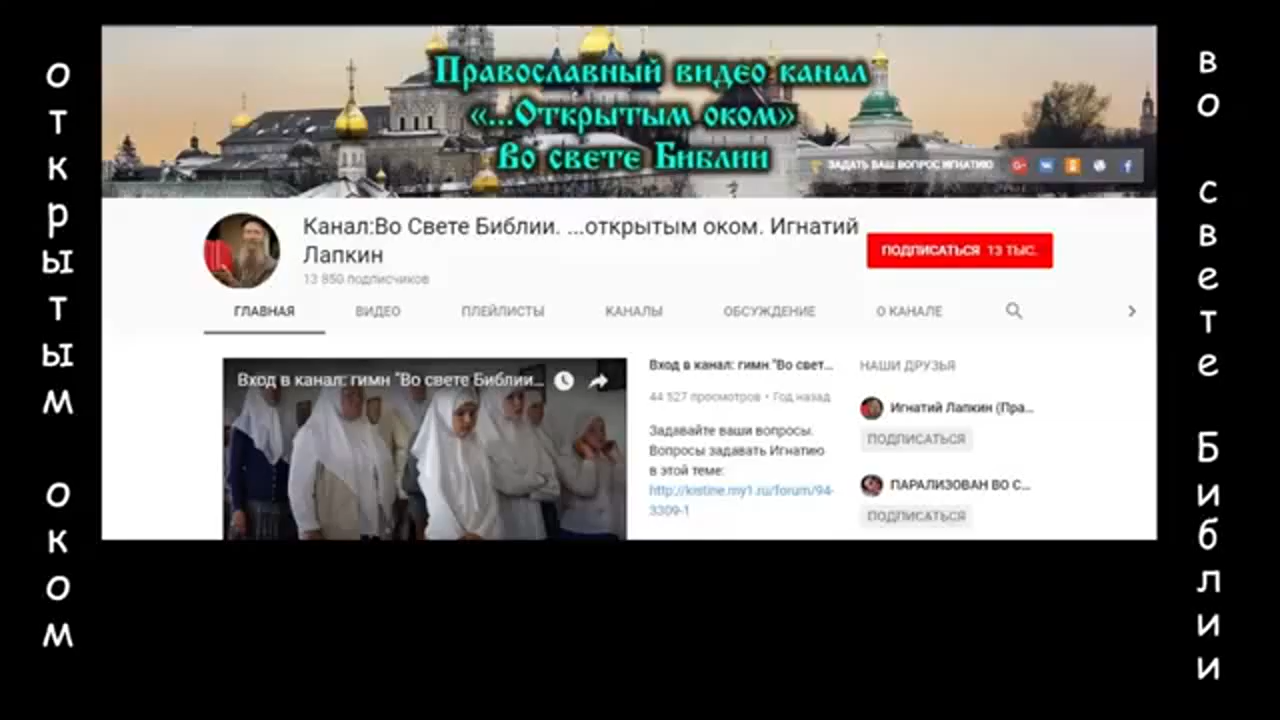 открытым оком
Православный видео канал
«...Открытым оком»
Во свете Библии
ЗАДАТЬ ВАШ ВОПРОС ИГНАТИЮ
Канал:Во Свете Библии. ...открытым оком. Игнатий
Лапкин
13 850 подписчиков
ПОДПИСАТЬСЯ 13 ТЫС.
ГЛАВНАЯ ВИДЕО ПЛЕЙЛИСТЫ КАНАЛЫ ОБСУЖДЕНИЕ О КАНАЛЕ
Вход в канал: гимн "Во свете Библии...
Вход в канал: гимн "Во свет...
44 527 просмотров • Год назад
Задавайте ваши вопросы.
Вопросы задавать Игнатию
в этой теме:
http://kistine.my1.ru/forum/94-
3309-1
НАШИ ДРУЗЬЯ
Игнатий Лапкин (Пра...
ПОДПИСАТЬСЯ
ПАРАЛИЗОВАН ВО С...
ПОДПИСАТЬСЯ
во свете Библии